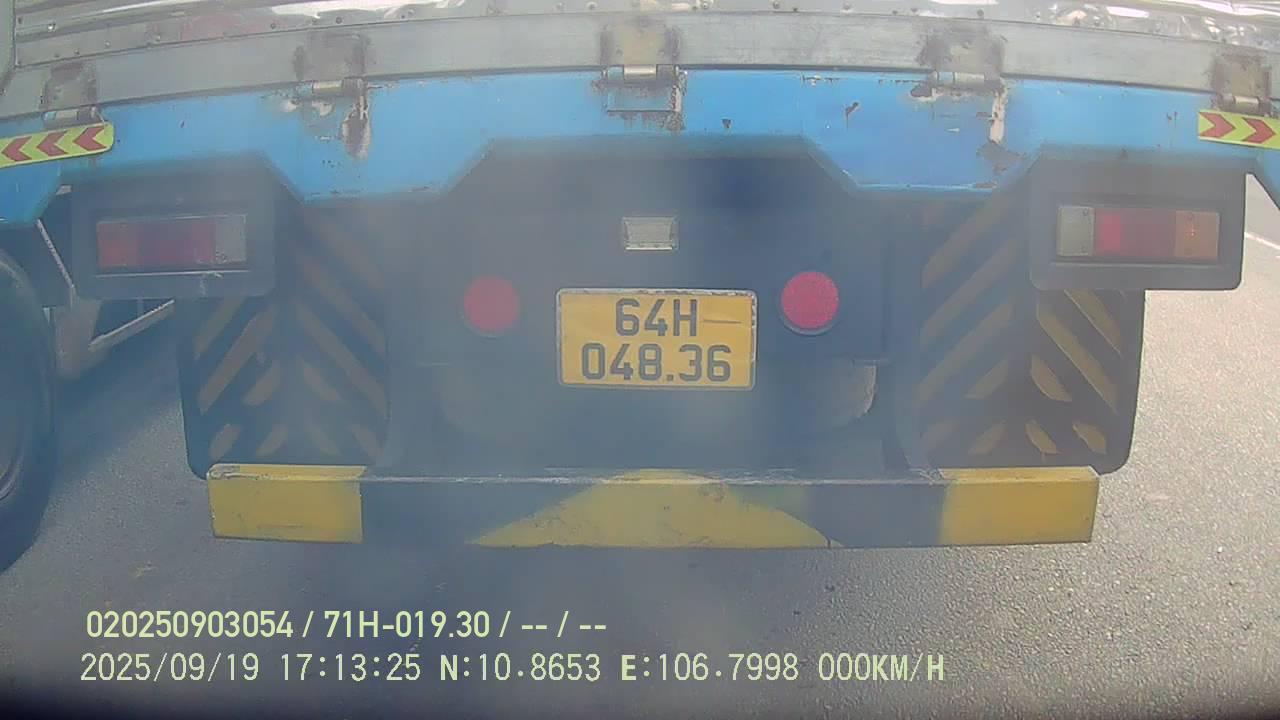 64H
048.36
020250903054 / 71H-019.30 / -- / --
2025/09/19 17:13:25 N:10.8653 E:106.7998 000KM/H